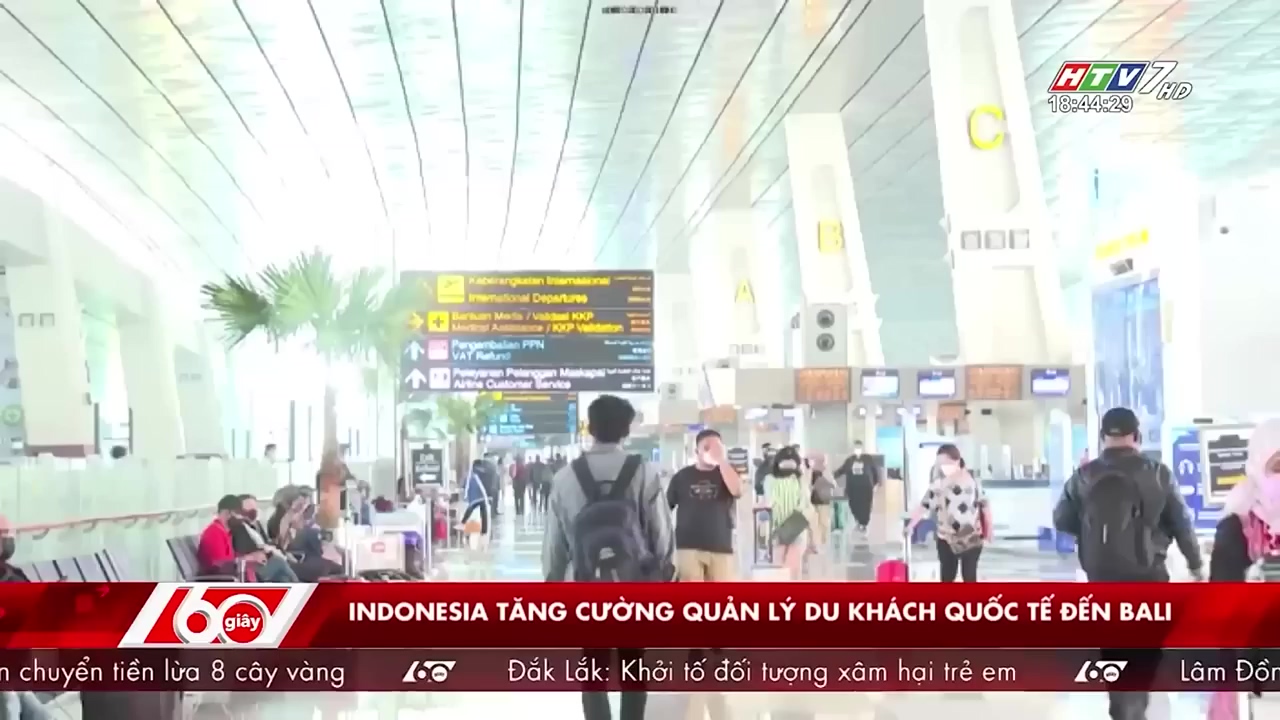 HTV7 HD
18:44:29
C
B
A
Keberangkatan Internasional
International Departures
Bantuan Medis / Validasi KKP
Medical Assistance / KKP Validation
Pengembalian PPN
VAT Refund
Pelayanan Pelanggan Maskapai
Airline Customer Service
60 giây
INDONESIA TĂNG CƯỜNG QUẢN LÝ DU KHÁCH QUỐC TẾ ĐẾN BALI
n chuyển tiền lừa 8 cây vàng 60 giây Đắk Lắk: Khởi tố đối tượng xâm hại trẻ em 60 giây Lâm Đồn